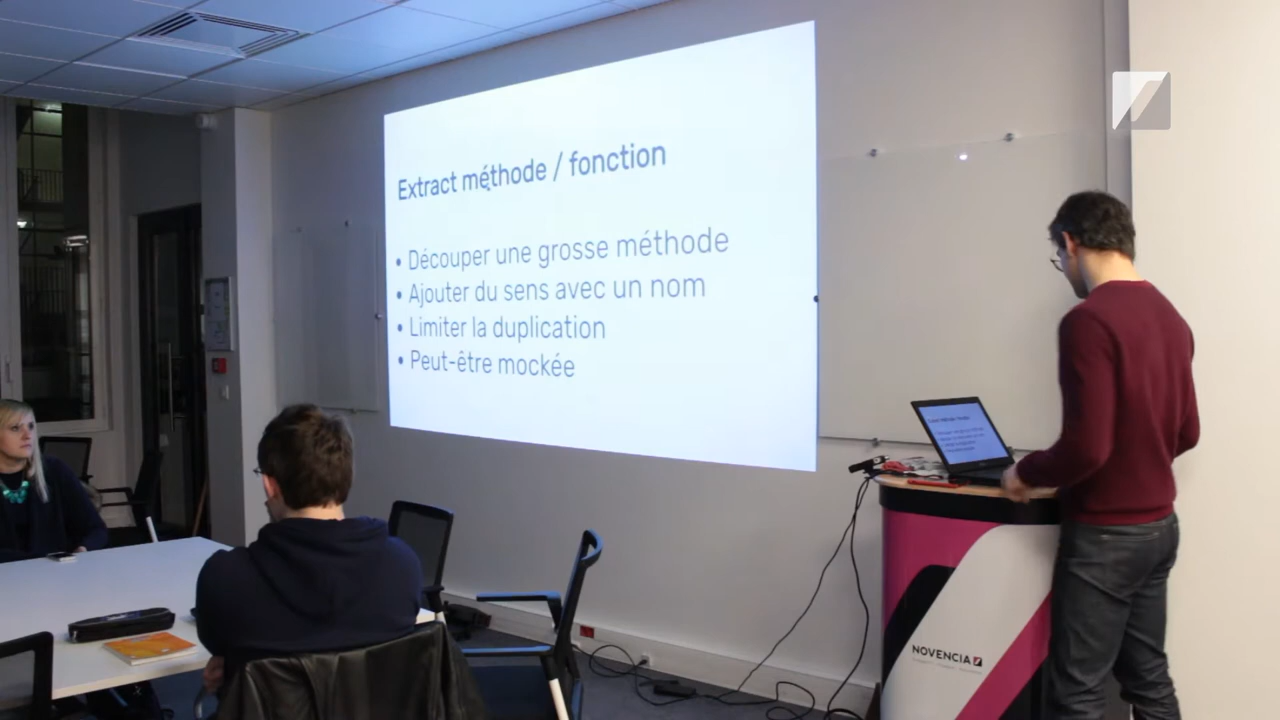 Extract méthode / fonction
• Découper une grosse méthode
• Ajouter du sens avec un nom
• Limiter la duplication
• Peut-être mockée
NOVENCIA